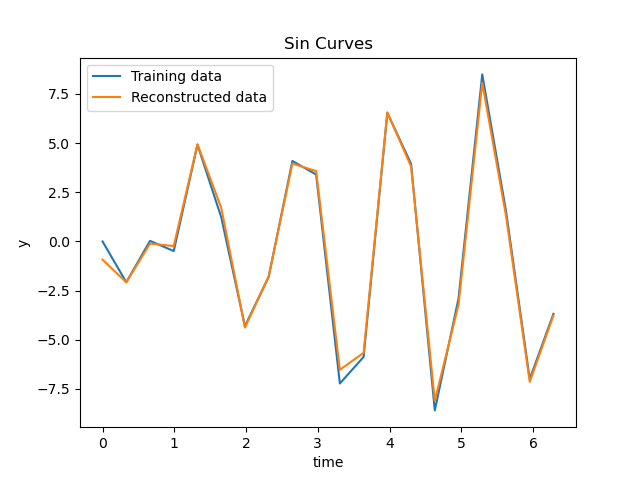 Sin Curves
Training data
Reconstructed data
7.5
5.0
2.5
0.0
−2.5
−5.0
−7.5
y
0 1 2 3 4 5 6
time